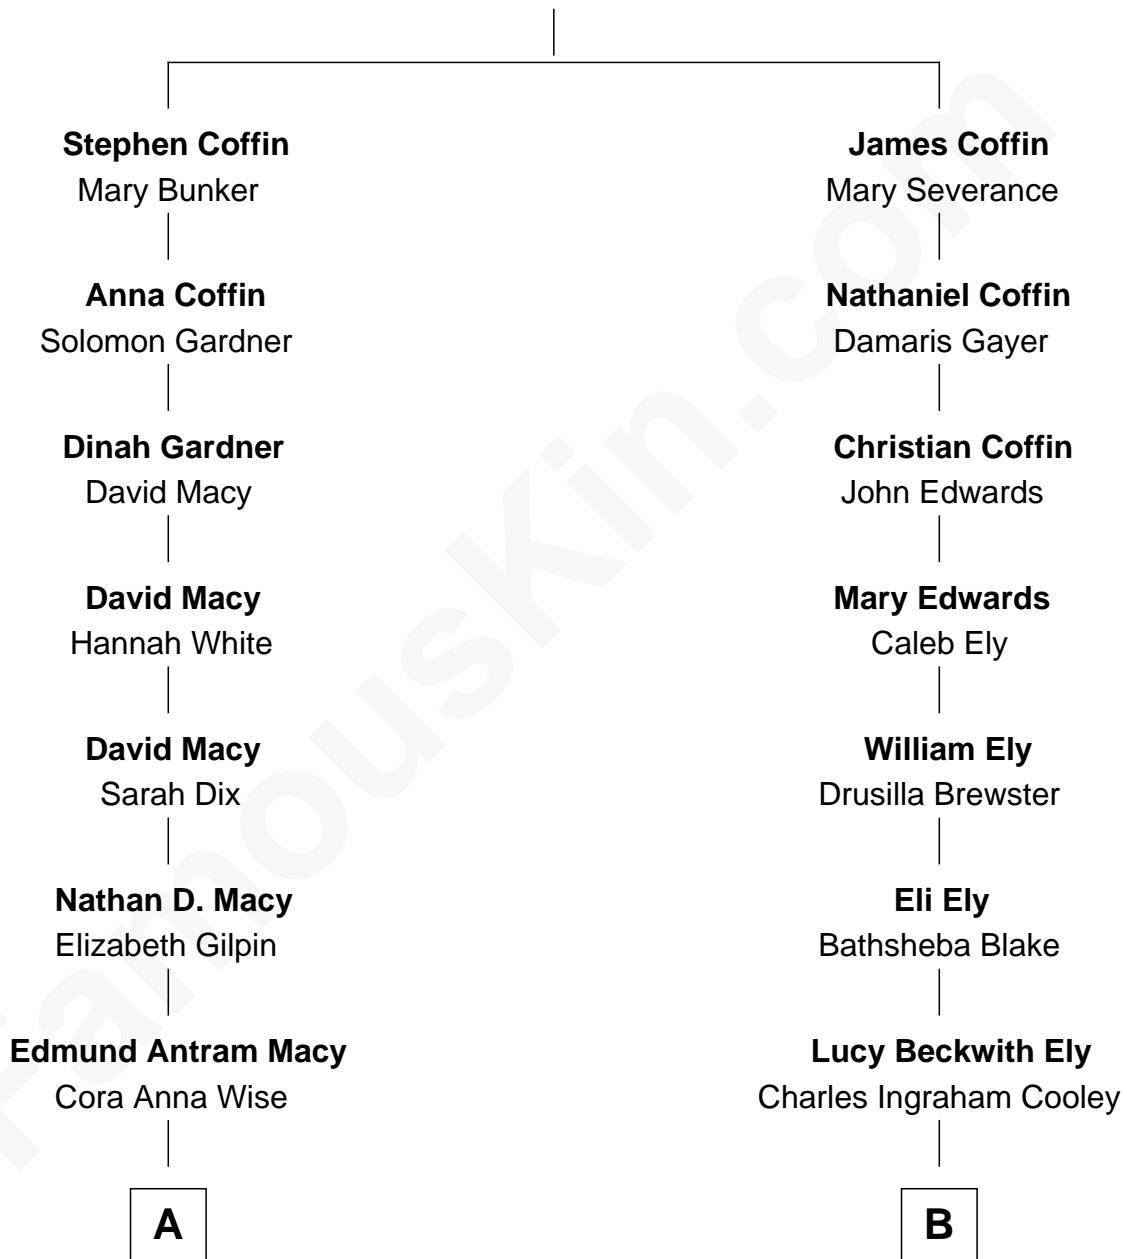 Stephen Coffin
Mary Bunker
Anna Coffin
Solomon Gardner
Dinah Gardner
David Macy
David Macy
Hannah White
David Macy
Sarah Dix
Nathan D. Macy
Elizabeth Gilpin
Edmund Antram Macy
Cora Anna Wise
A
James Coffin
Mary Severance
Nathaniel Coffin
Damaris Gayer
Christian Coffin
John Edwards
Mary Edwards
Caleb Ely
William Ely
Drusilla Brewster
Eli Ely
Bathsheba Blake
Lucy Beckwith Ely
Charles Ingraham Cooley
B
FamousKin.com